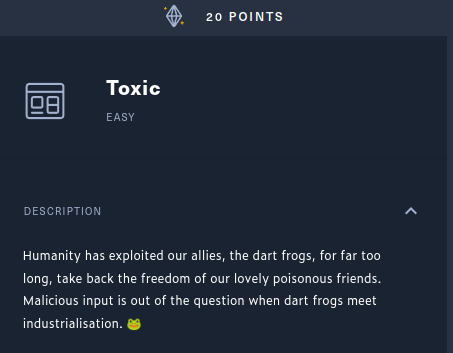 20 POINTS
Toxic
EASY
DESCRIPTION
Humanity has exploited our allies, the dart frogs, for far too
long, take back the freedom of our lovely poisonous friends.
Malicious input is out of the question when dart frogs meet
industrialisation. 🐸